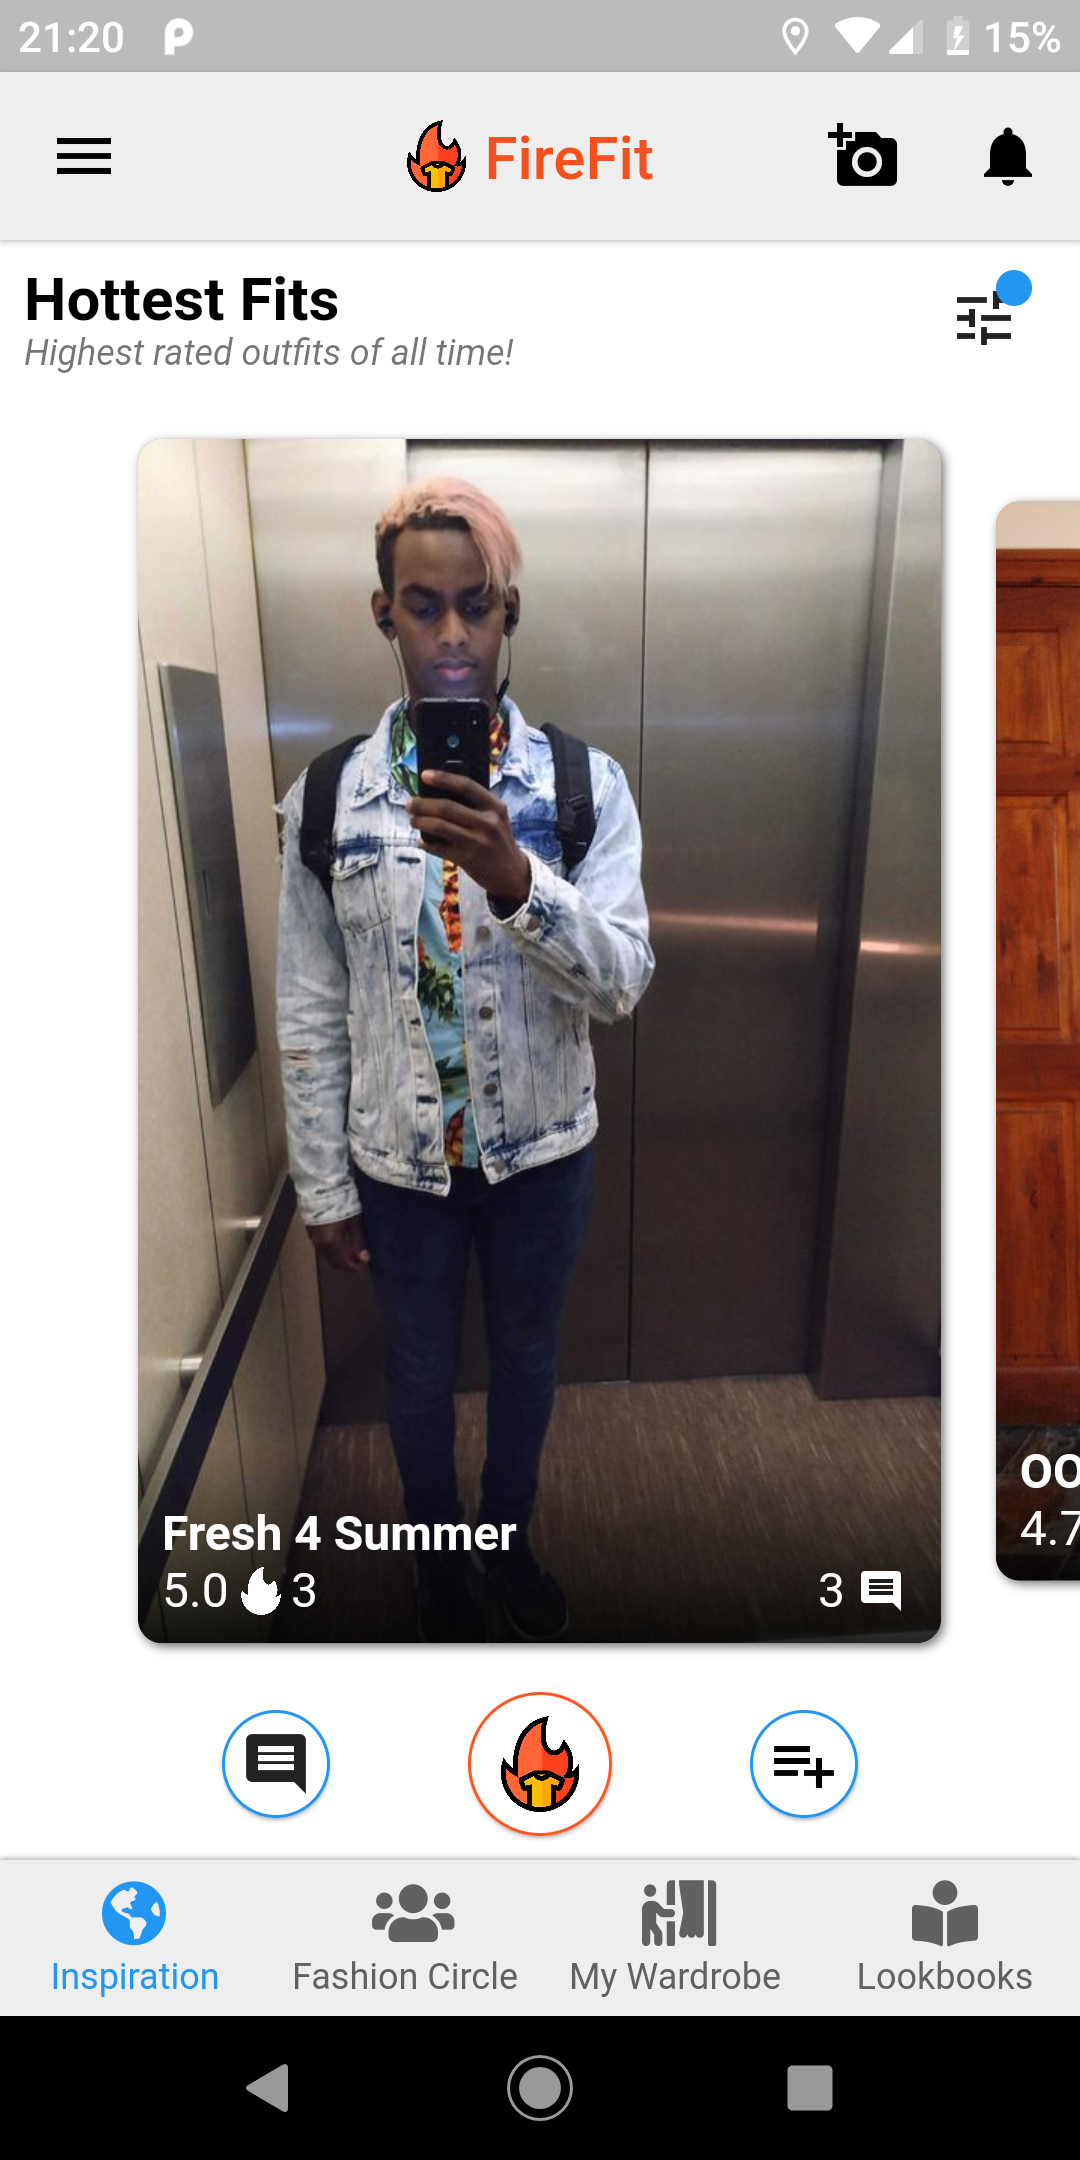 21:20
15%
FireFit
Hottest Fits
Highest rated outfits of all time!
Fresh 4 Summer
5.0 3
3
OO
4.7
Inspiration
Fashion Circle
My Wardrobe
Lookbooks